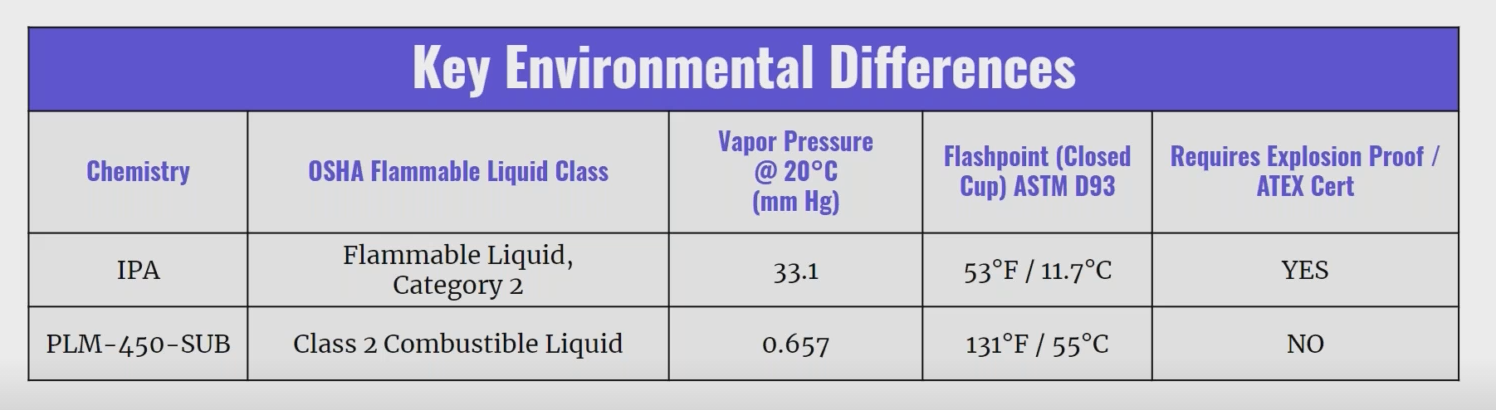 Key Environmental Differences
Chemistry
OSHA Flammable Liquid Class
Vapor Pressure
@ 20°C
(mm Hg)
Flashpoint (Closed
Cup) ASTM D93
Requires Explosion Proof /
ATEX Cert
IPA
Flammable Liquid,
Category 2
33.1
53°F / 11.7°C
YES
PLM-450-SUB
Class 2 Combustible Liquid
0.657
131°F / 55°C
NO